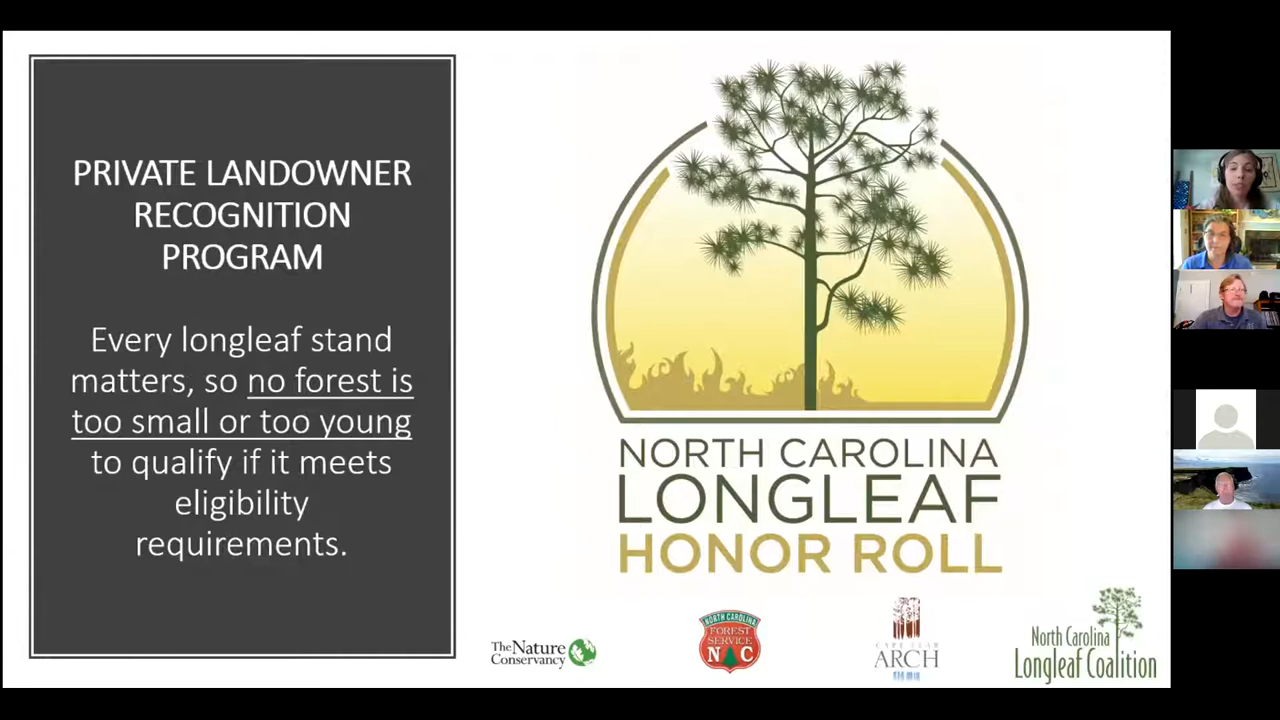 PRIVATE LANDOWNER
RECOGNITION
PROGRAM
Every longleaf stand
matters, so no forest is
too small or too young
to qualify if it meets
eligibility
requirements.
NORTH CAROLINA
LONGLEAF
HONOR ROLL
The Nature
Conservancy
NORTH CAROLINA
FOREST
SERVICE
N C
CAPE FEAR
ARCH
North Carolina
Longleaf Coalition